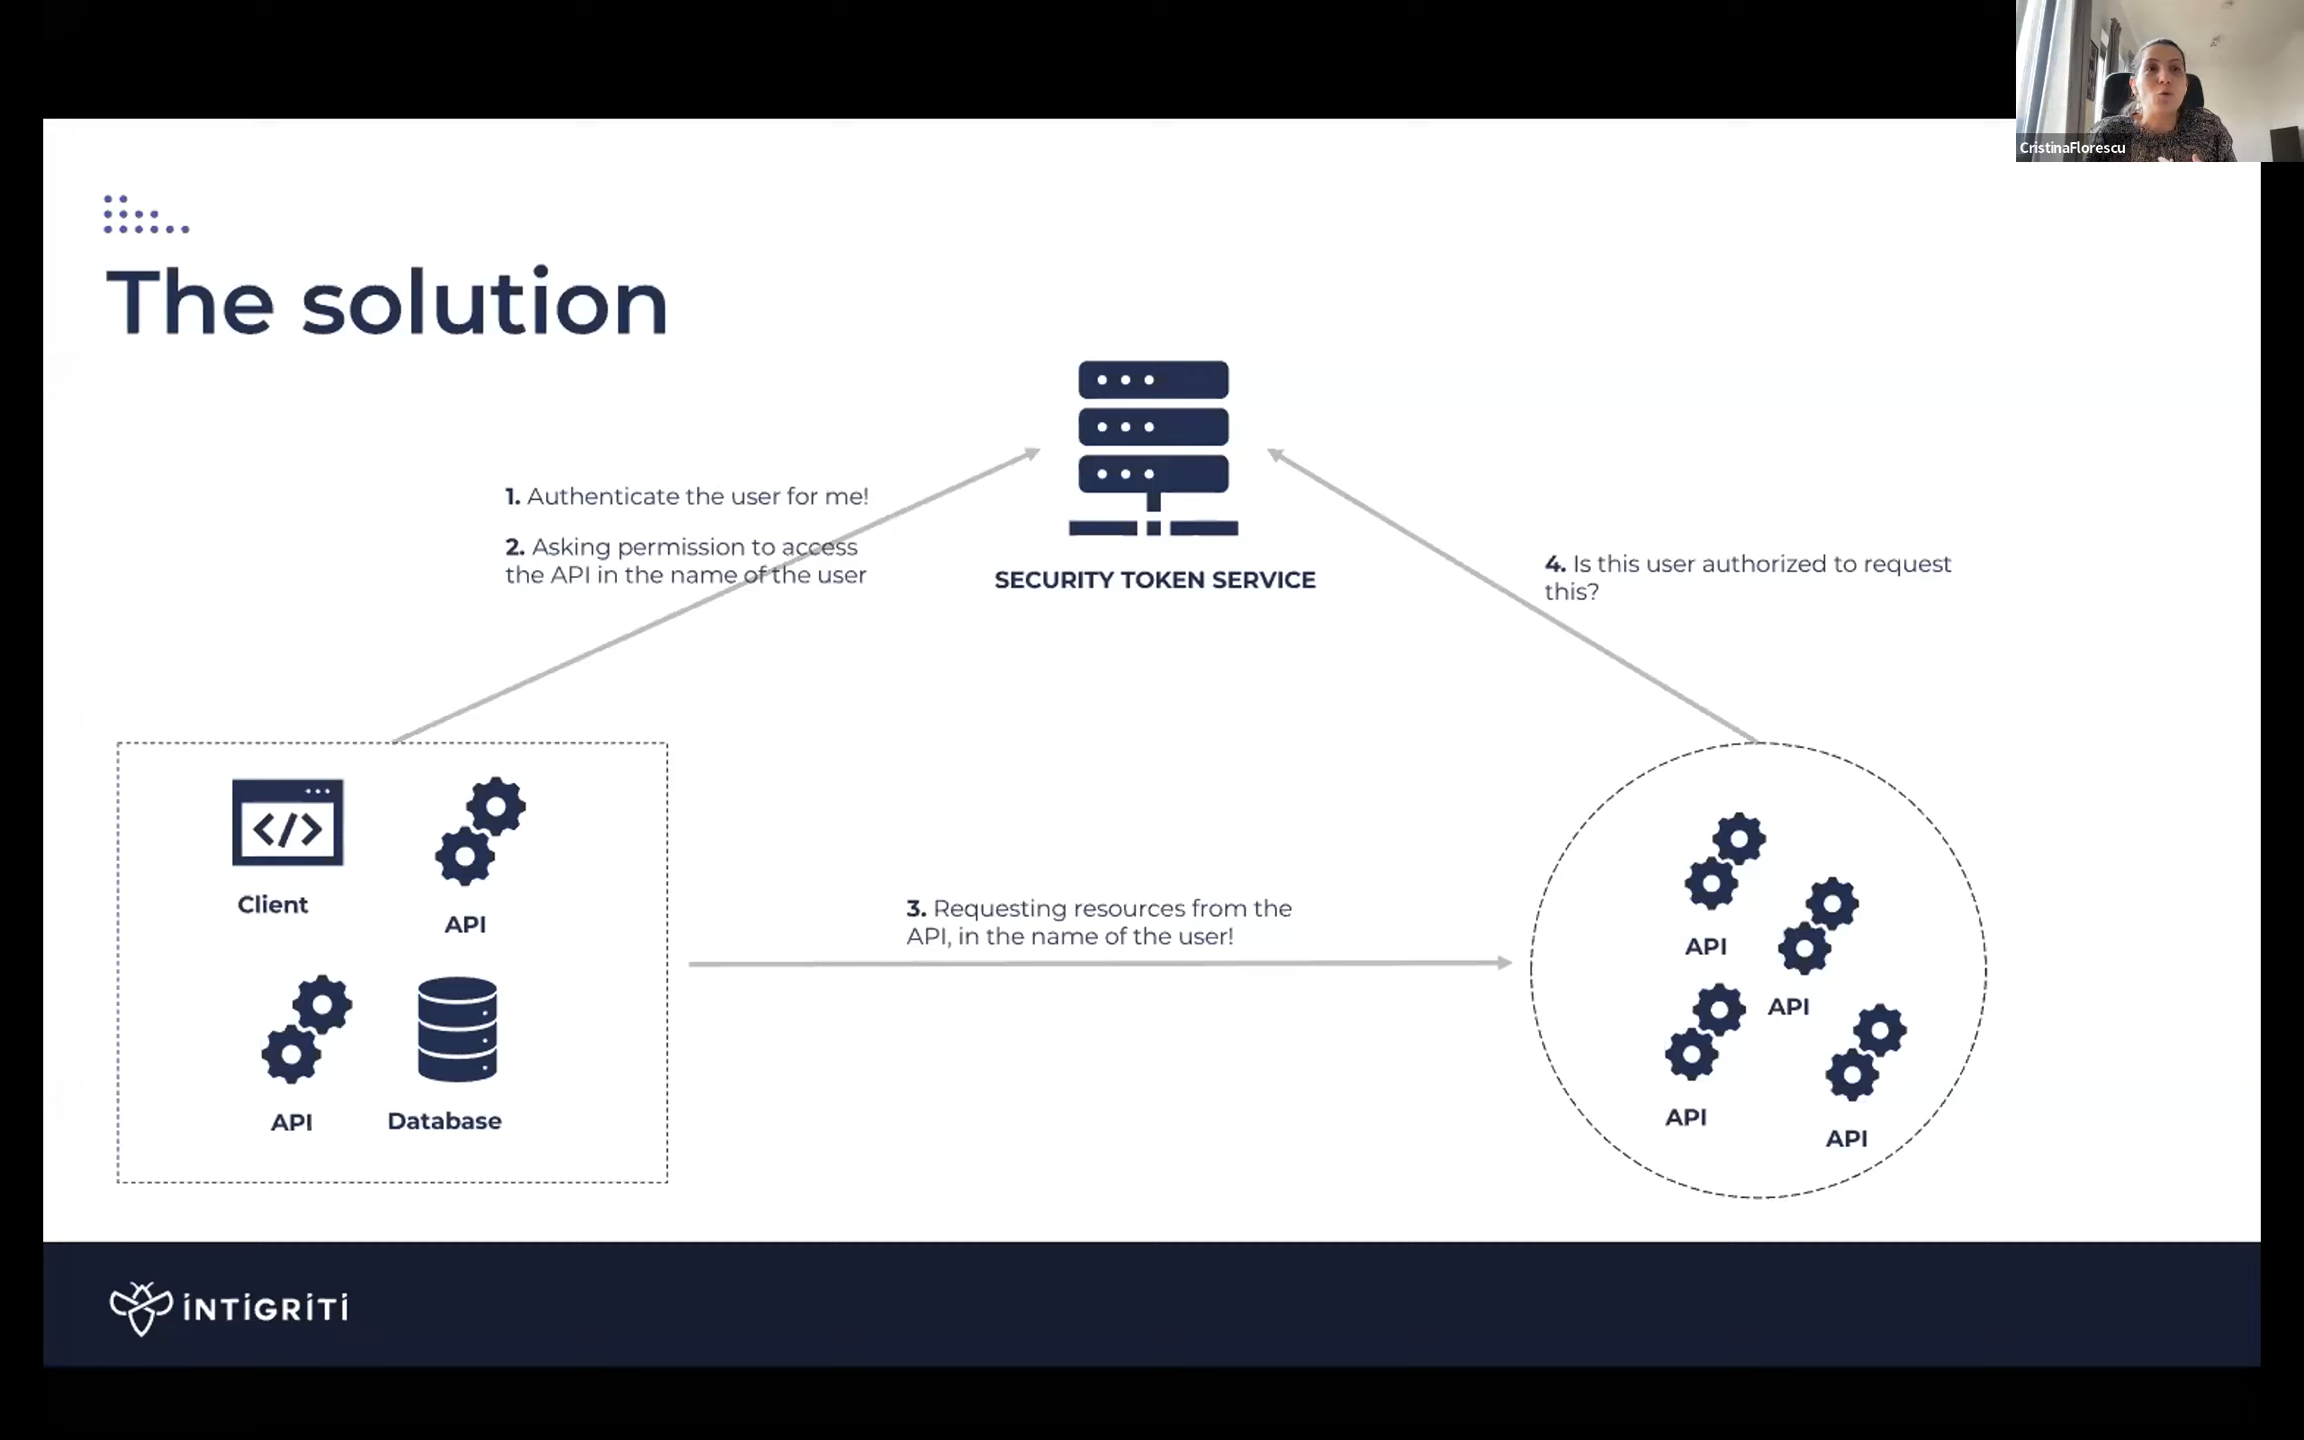 CristinaFlorescu
The solution
1. Authenticate the user for me!
2. Asking permission to access
the API in the name of the user
SECURITY TOKEN SERVICE
4. Is this user authorized to request
this?
Client
API
API
Database
3. Requesting resources from the
API, in the name of the user!
API
API
API
API
INTIGRITI